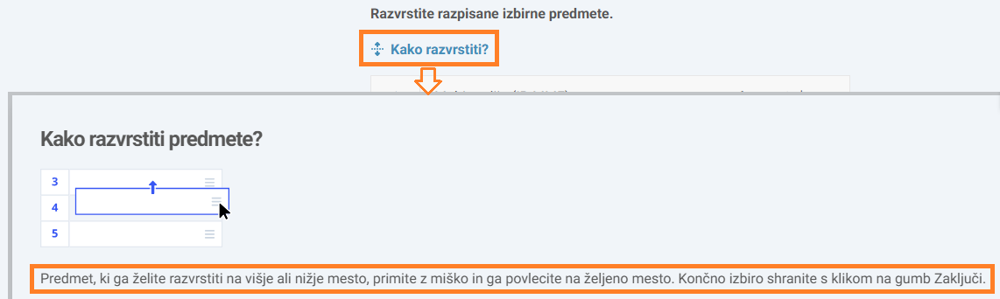 Razvrstite razpisane izbirne predmete.
Kako razvrstiti?
Kako razvrstiti predmete?
3
4
5
Predmet, ki ga želite razvrstiti na višje ali nižje mesto, primite z miško in ga povlecite na željeno mesto. Končno izbiro shranite s klikom na gumb Zaključi.